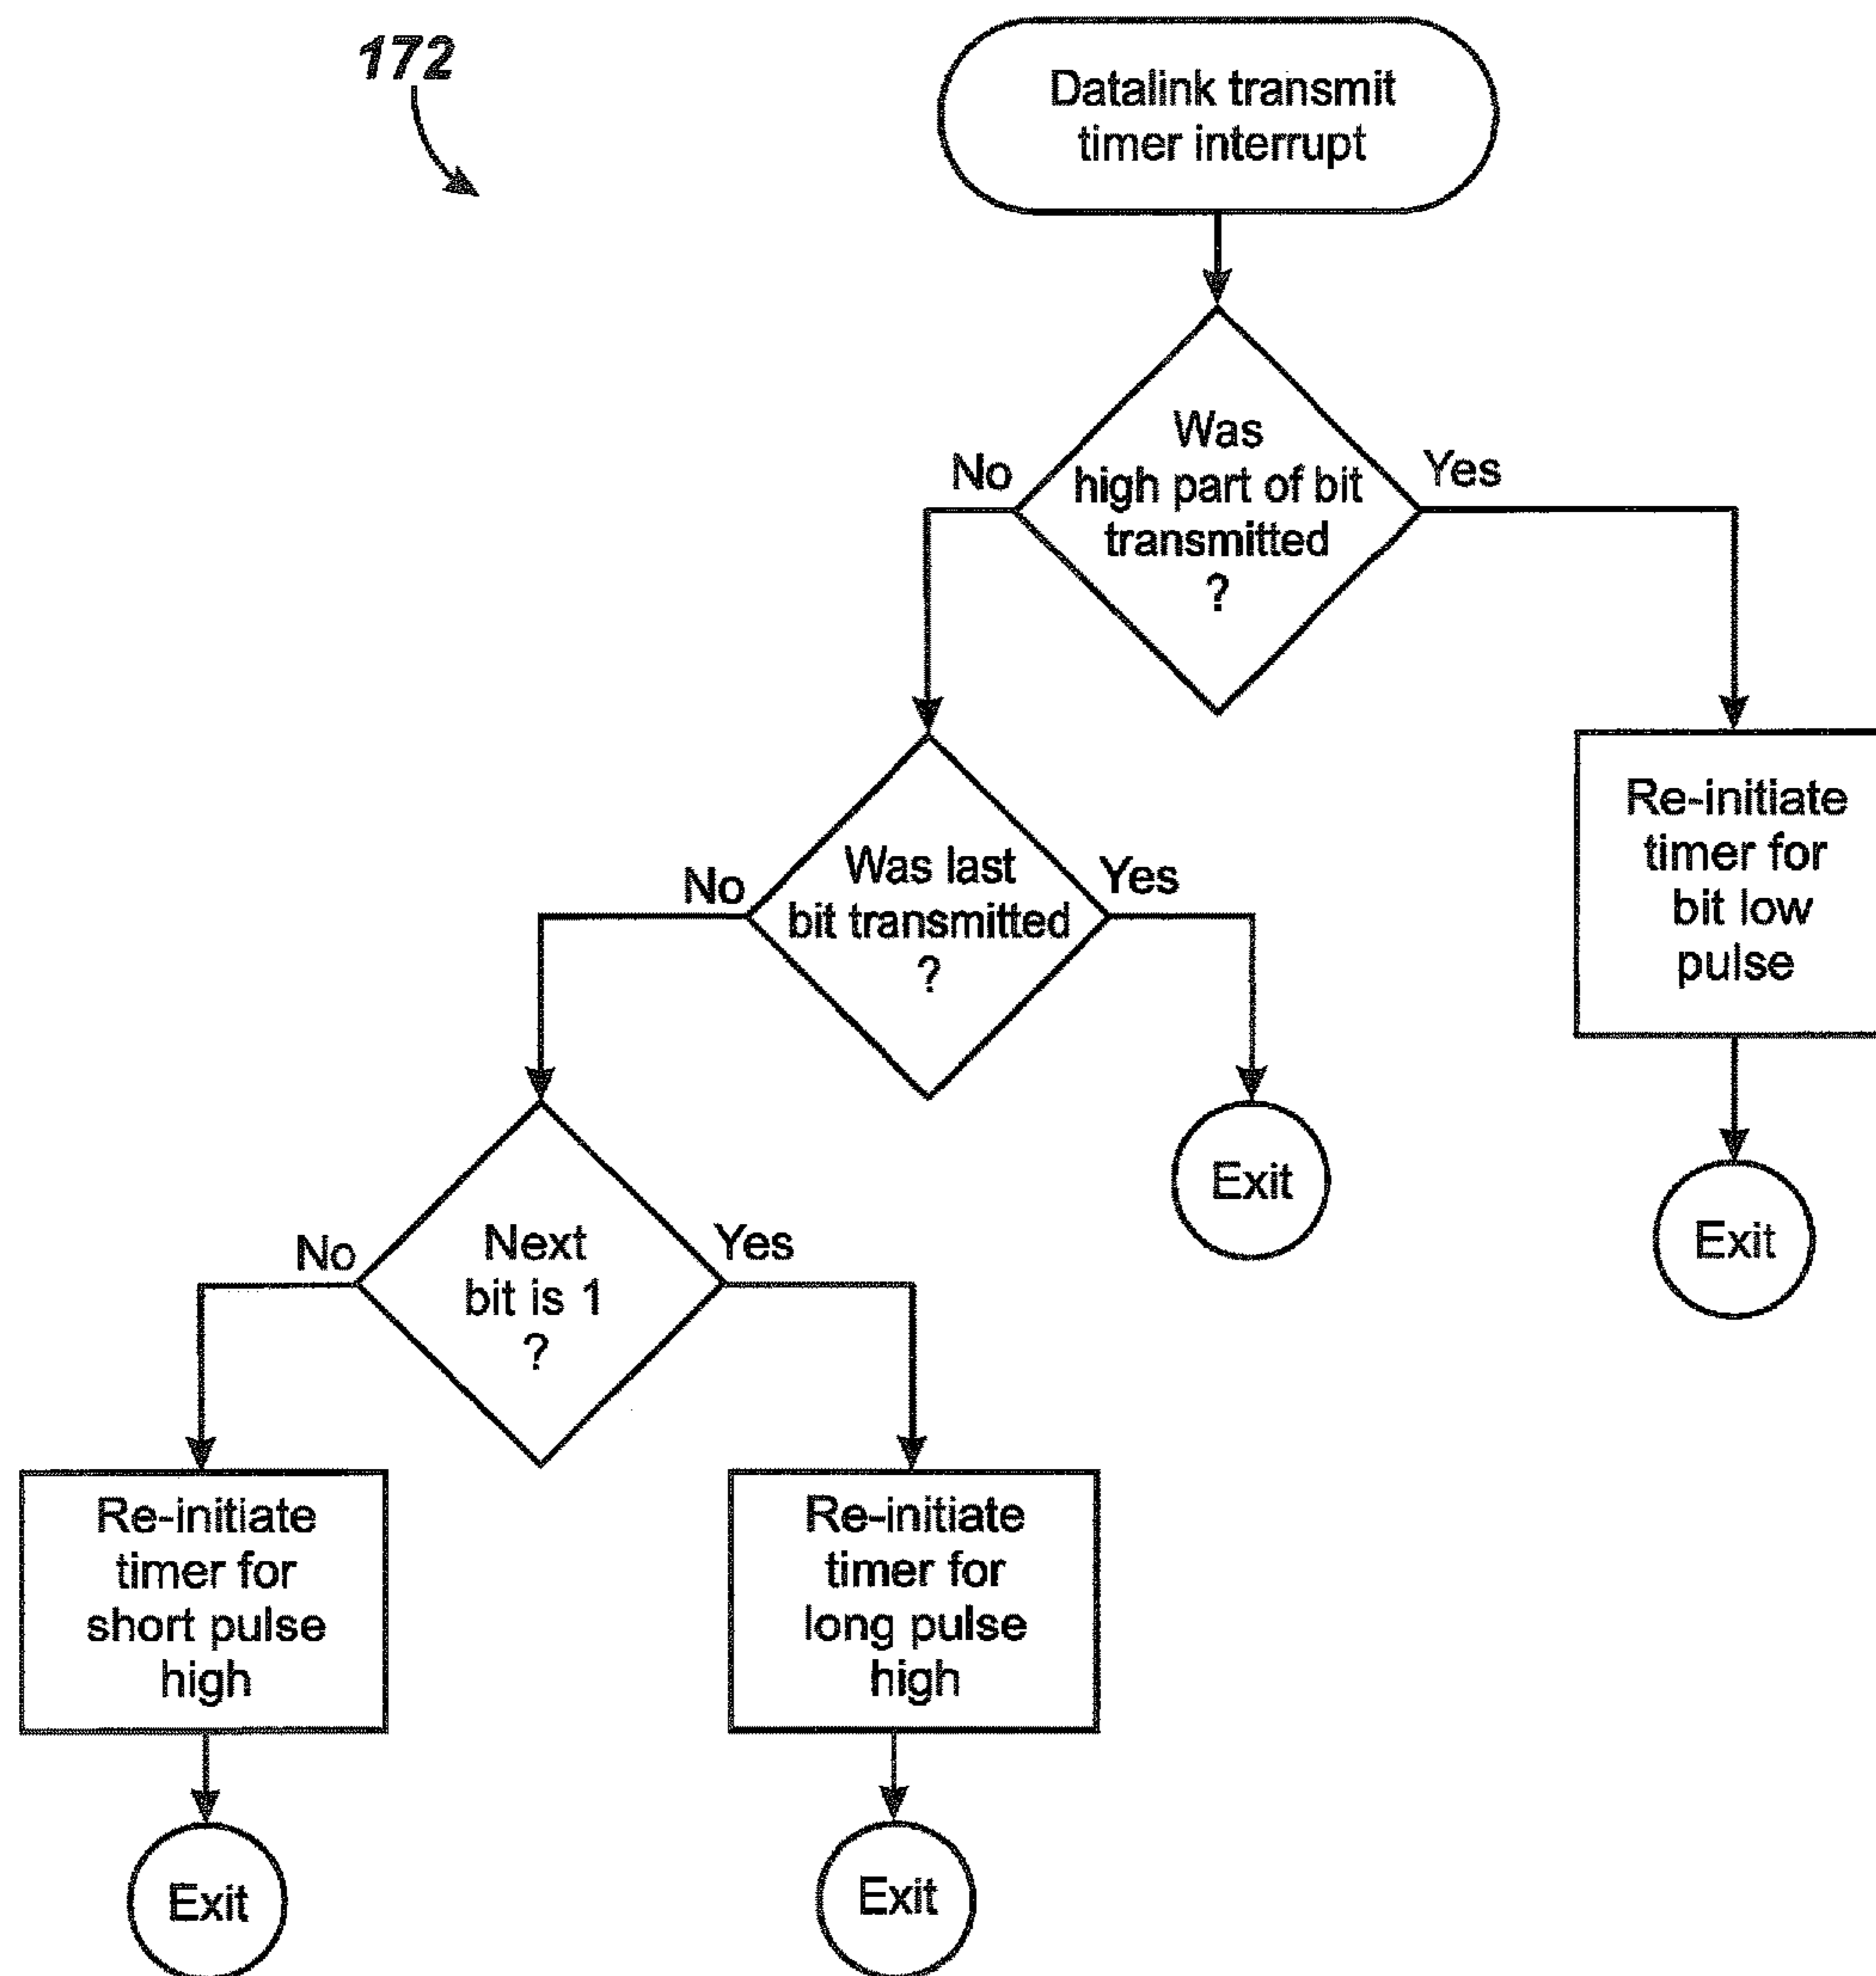 172
Datalink transmit
timer interrupt
Was
high part of bit
transmitted
?
No
Yes
Re-initiate
timer for
bit low
pulse
Exit
Was last
bit transmitted
?
No
Yes
Exit
Next
bit is 1
?
No
Yes
Re-initiate
timer for
short pulse
high
Exit
Re-initiate
timer for
long pulse
high
Exit